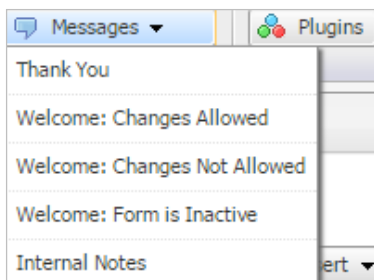 Messages Plugins
Thank You
Welcome: Changes Allowed
Welcome: Changes Not Allowed
Welcome: Form is Inactive
Internal Notes